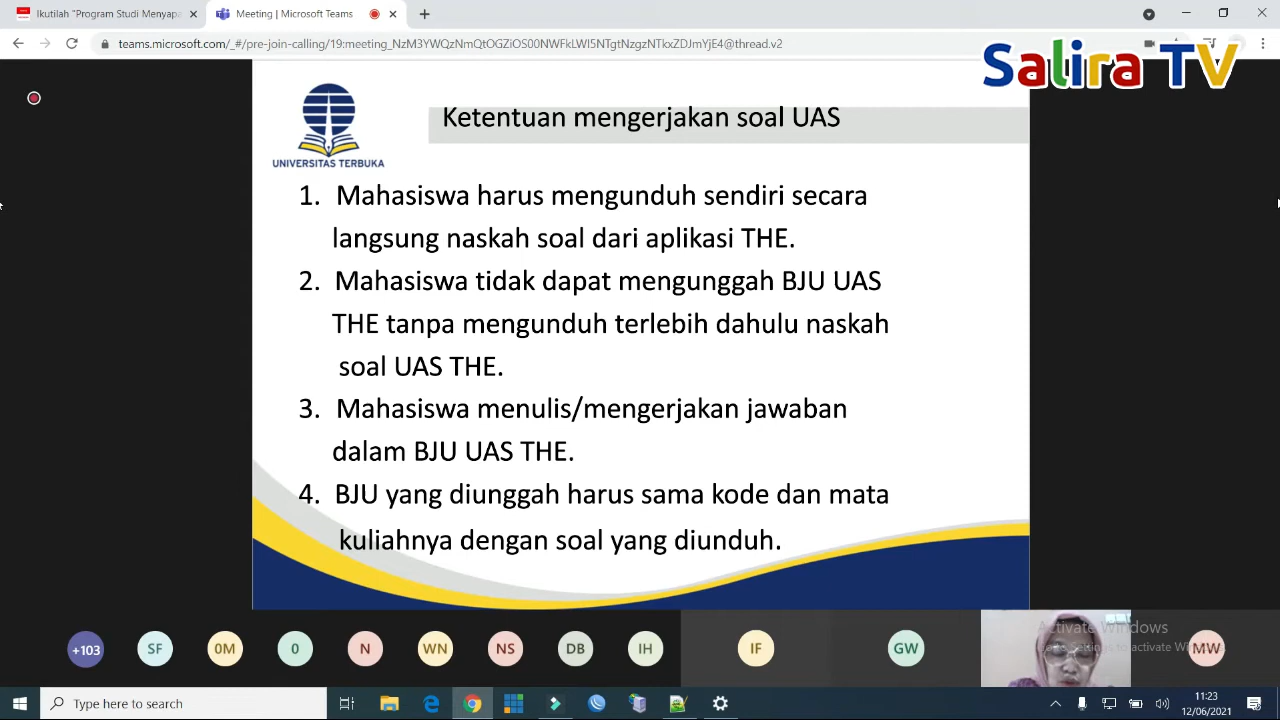 Ikutilah "Program Studi Menyapa
Meeting | Microsoft Teams
teams.microsoft.com/_#/pre-join-calling/19:meeting_
@thread.v2
Salira TV
UNIVERSITAS TERBUKA
Ketentuan mengerjakan soal UAS
1. Mahasiswa harus mengunduh sendiri secara
langsung naskah soal dari aplikasi THE.
2. Mahasiswa tidak dapat mengunggah BJU UAS
THE tanpa mengunduh terlebih dahulu naskah
soal UAS THE.
3. Mahasiswa menulis/mengerjakan jawaban
dalam BJU UAS THE.
4. BJU yang diunggah harus sama kode dan mata
kuliahnya dengan soal yang diunduh.
+103 SF 0M 0 N WN NS DB IH IF GW MW
Activate Windows
to activate
Type here to search
11:23
12/06/2021